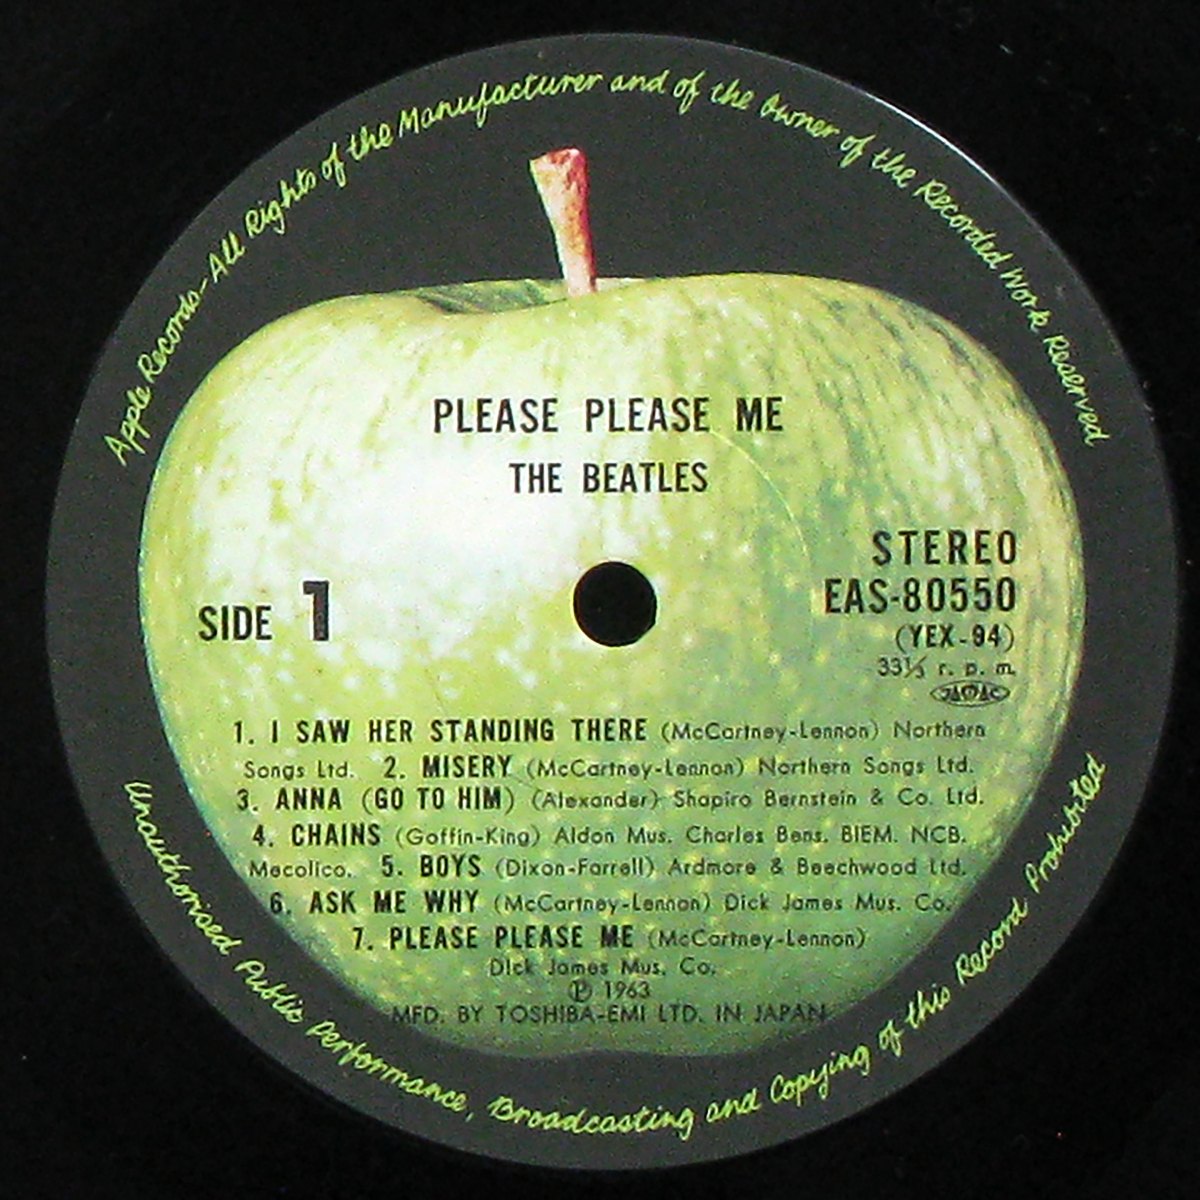 Apple Records-All Rights of the Manufacturer and of the Owner of the Recorded Work Reserved
PLEASE PLEASE ME
THE BEATLES
STEREO
EAS-80550
SIDE 1
(YEX-94)
33⅓ r. p. m.
JASRAC
1. I SAW HER STANDING THERE (McCartney-Lennon) Northern
Songs Ltd. 2. MISERY (McCartney-Lennon) Northern Songs Ltd.
3. ANNA (GO TO HIM) (Alexander) Shapiro Bernstein & Co. Ltd.
4. CHAINS (Goffin-King) Aldon Mus. Charles Bens. BIEM. NCB.
Mecolico. 5. BOYS (Dixon-Farrell) Ardmore & Beechwood Ltd.
6. ASK ME WHY (McCartney-Lennon) Dick James Mus. Co.
7. PLEASE PLEASE ME (McCartney-Lennon)
Dick James Mus. Co.
℗ 1963
MFD. BY TOSHIBA-EMI LTD. IN JAPAN
Unauthorised Public Performance, Broadcasting and Copying of this Record Prohibited